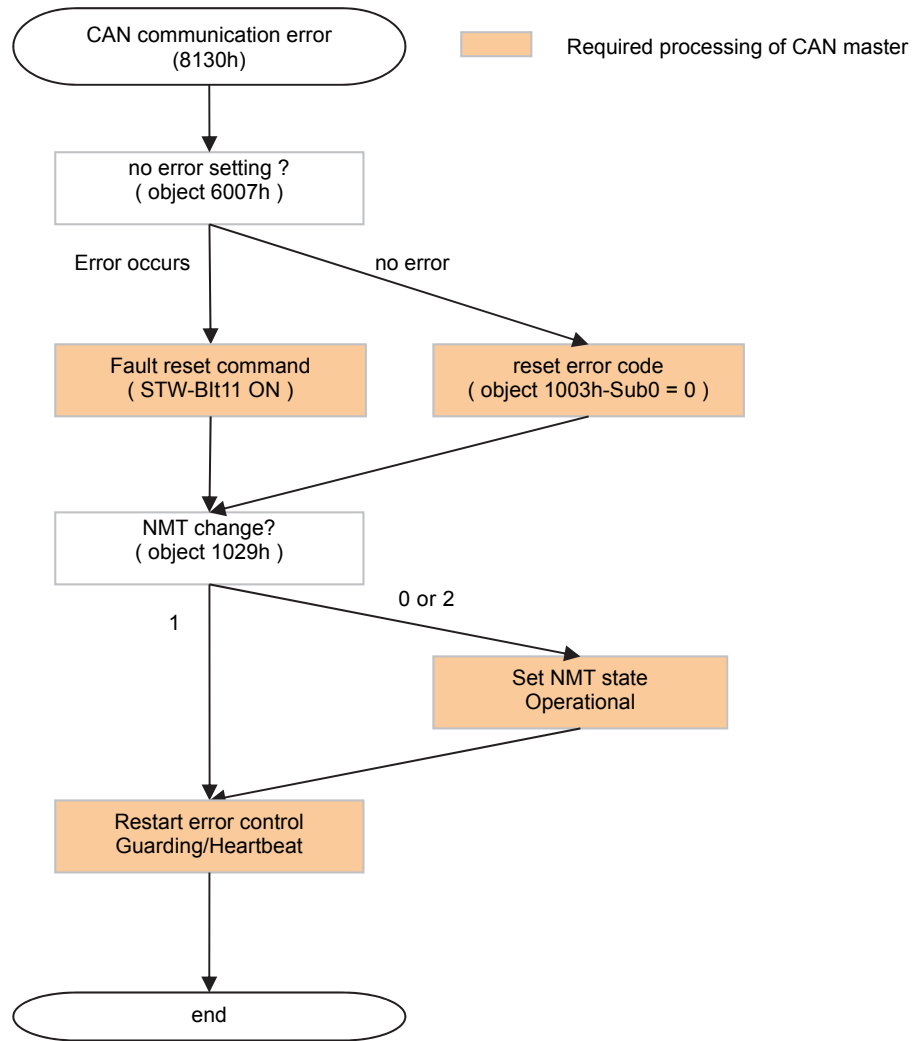 CAN communication error
(8130h)
Required processing of CAN master
no error setting ?
( object 6007h )
Error occurs
no error
Fault reset command
( STW-BIt11 ON )
reset error code
( object 1003h-Sub0 = 0 )
NMT change?
( object 1029h )
1
0 or 2
Set NMT state
Operational
Restart error control
Guarding/Heartbeat
end